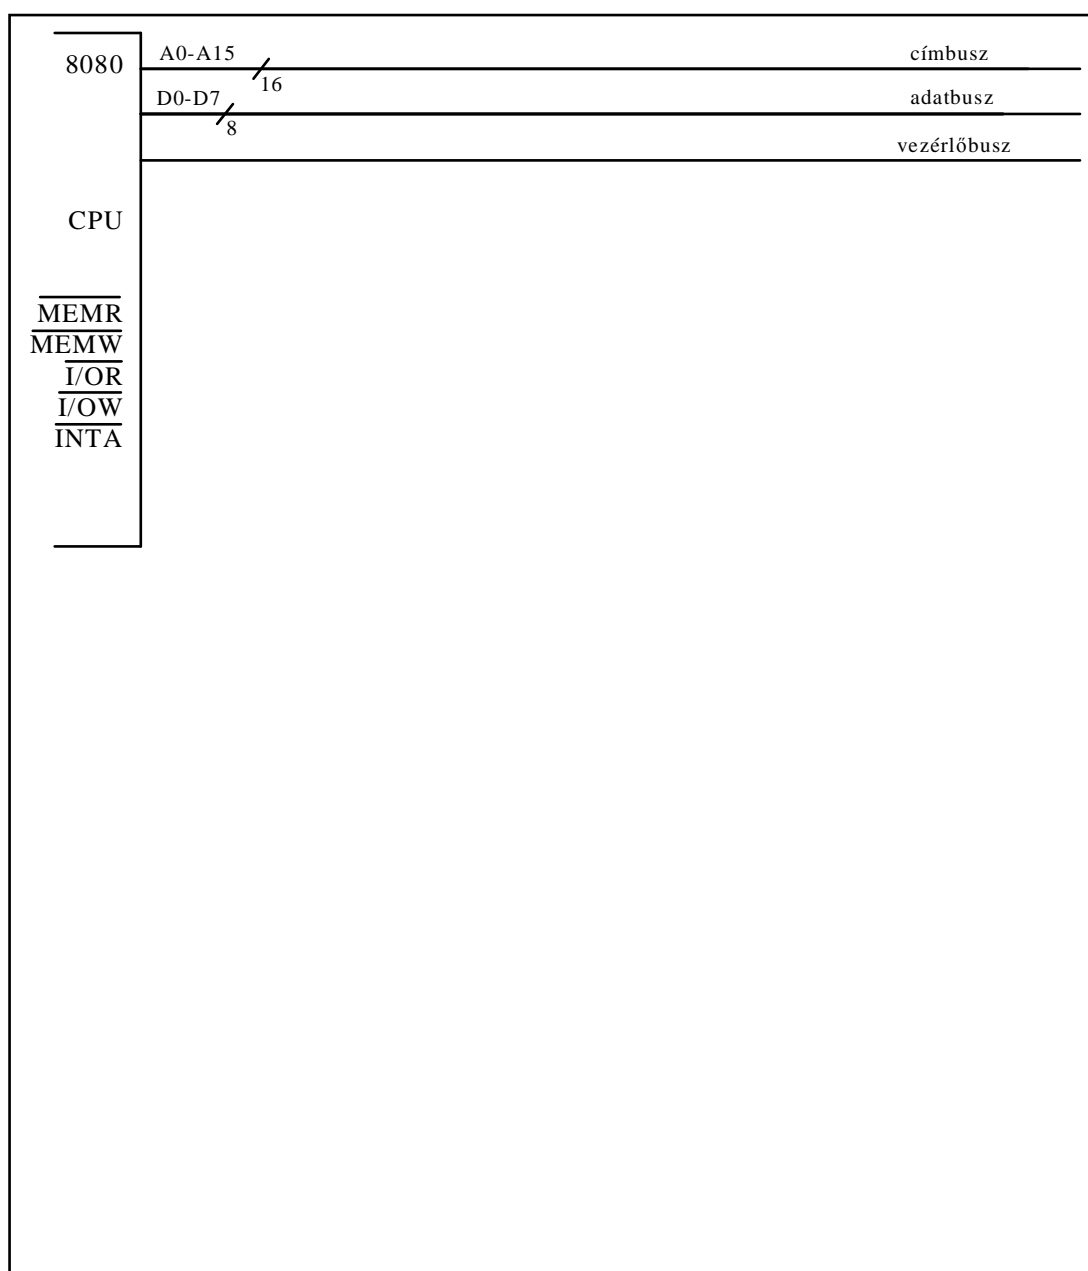 8080
A0-A15
16
címbusz
D0-D7
8
adatbusz
vezérlőbusz
CPU
MEMR
MEMW
I/OR
I/OW
INTA